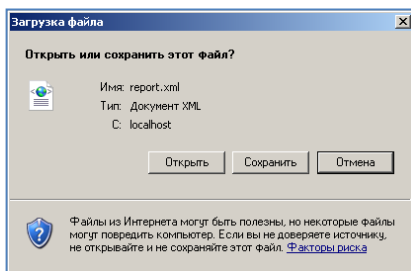 Загрузка файла
Открыть или сохранить этот файл?
Имя: report.xml
Тип: Документ XML
С: localhost
Открыть Сохранить Отмена
Файлы из Интернета могут быть полезны, но некоторые файлы
могут повредить компьютер. Если вы не доверяете источнику,
не открывайте и не сохраняйте этот файл. Факторы риска